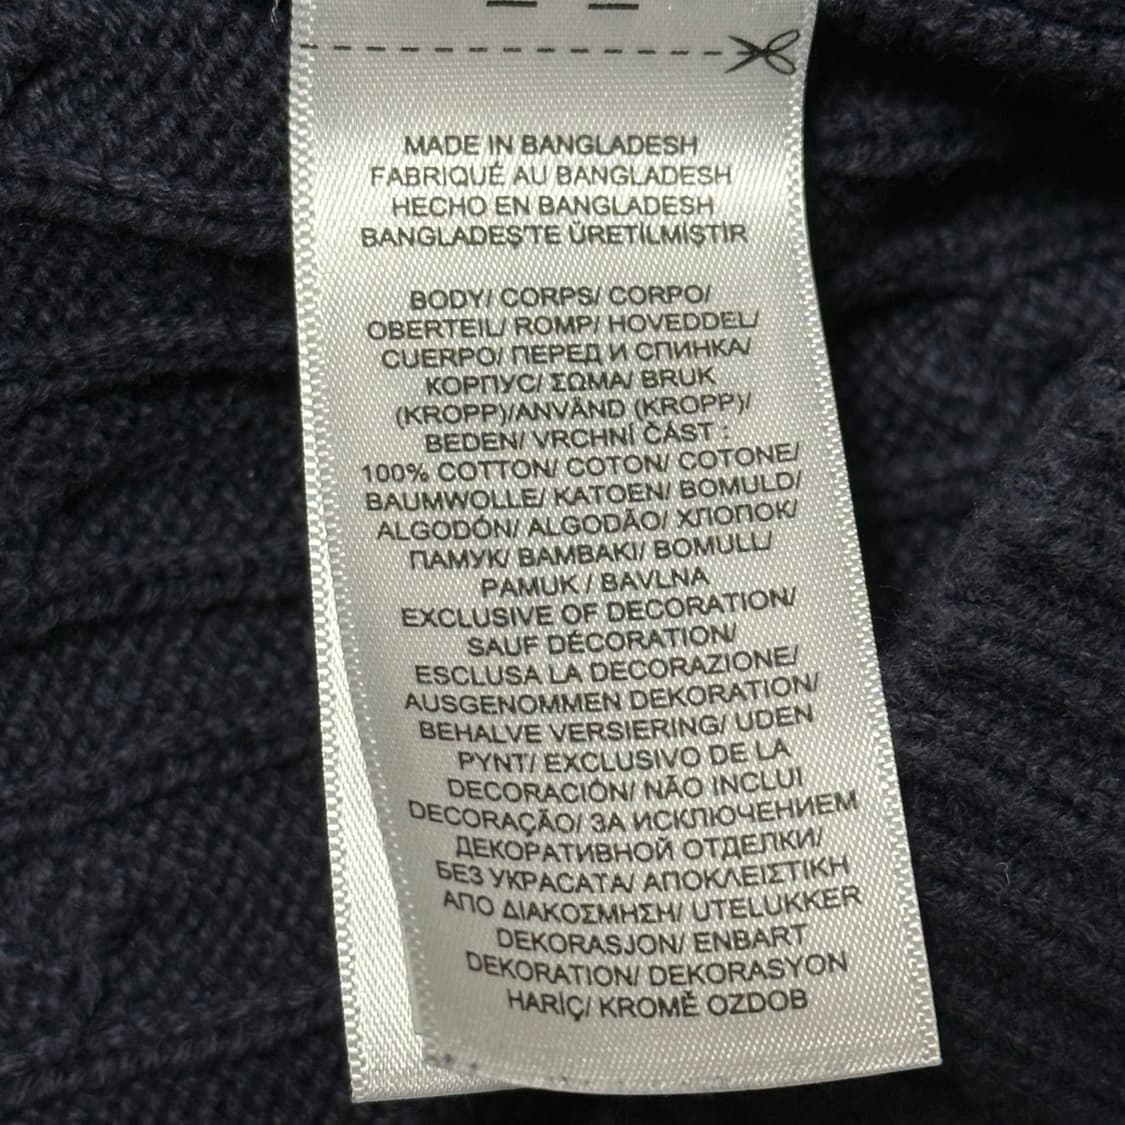 MADE IN BANGLADESH
FABRIQUÉ AU BANGLADESH
HECHO EN BANGLADESH
BANGLADEŞ'TE ÜRETİLMİŞTİR
BODY/ CORPS/ CORPO/
OBERTEIL/ ROMP/ HOVEDDEL/
CUERPO/ ПЕРЕД И СПИНКА/
КОРПУС/ ΣΩΜΑ/ BRUK
(KROPP)/ANVÄND (KROPP)/
BEDEN/ VRCHNÍ ČÁST :
100% COTTON/ COTON/ COTONE/
BAUMWOLLE/ KATOEN/ BOMULD/
ALGODÓN/ ALGODÃO/ ХЛОПОК/
ПАМУК/ ΒΑΜΒΑΚΙ/ BOMULL/
PAMUK / BAVLNA
EXCLUSIVE OF DECORATION/
SAUF DÉCORATION/
ESCLUSA LA DECORAZIONE/
AUSGENOMMEN DEKORATION/
BEHALVE VERSIERING/ UDEN
PYNT/ EXCLUSIVO DE LA
DECORACIÓN/ NÃO INCLUI
DECORAÇÃO/ ЗА ИСКЛЮЧЕНИЕМ
ДЕКОРАТИВНОЙ ОТДЕЛКИ/
БЕЗ УКРАСАТА/ ΑΠΟΚΛΕΙΣΤΙΚΗ
ΑΠΟ ΔΙΑΚΟΣΜΗΣΗ/ UTELUKKER
DEKORASJON/ ENBART
DEKORATION/ DEKORASYON
HARİÇ/ KROMĚ OZDOB